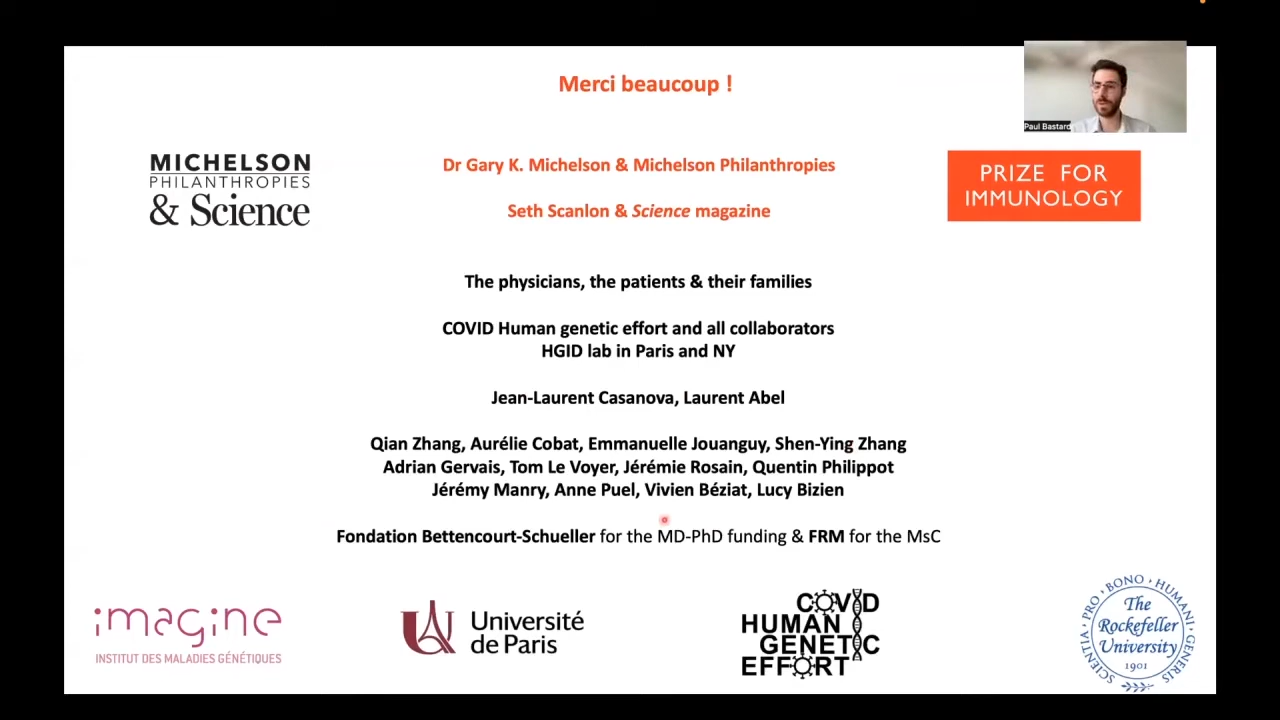 Merci beaucoup !
Paul Bastard
MICHELSON
PHILANTHROPIES
& Science
Dr Gary K. Michelson & Michelson Philanthropies
Seth Scanlon & Science magazine
PRIZE FOR
IMMUNOLOGY
The physicians, the patients & their families
COVID Human genetic effort and all collaborators
HGID lab in Paris and NY
Jean-Laurent Casanova, Laurent Abel
Qian Zhang, Aurélie Cobat, Emmanuelle Jouanguy, Shen-Ying Zhang
Adrian Gervais, Tom Le Voyer, Jérémie Rosain, Quentin Philippot
Jérémy Manry, Anne Puel, Vivien Béziat, Lucy Bizien
Fondation Bettencourt-Schueller for the MD-PhD funding & FRM for the MsC
imagine
INSTITUT DES MALADIES GÉNÉTIQUES
Université
de Paris
COVID
HUMAN
GENETIC
EFFORT
SCIENTIA • PRO • BONO • HUMANI • GENERIS
The
Rockefeller
University
1901